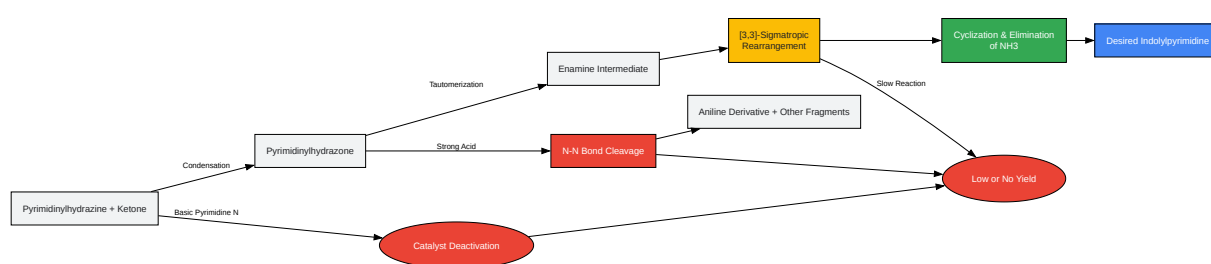 [3,3]-Sigmatropic
Rearrangement
Cyclization & Elimination
of NH3
Desired Indolylpyrimidine
Enamine Intermediate
Slow Reaction
Tautomerization
Aniline Derivative + Other Fragments
Pyrimidinylhydrazone
Strong Acid
N-N Bond Cleavage
Condensation
Low or No Yield
Pyrimidinylhydrazine + Ketone
Basic Pyrimidine N
Catalyst Deactivation